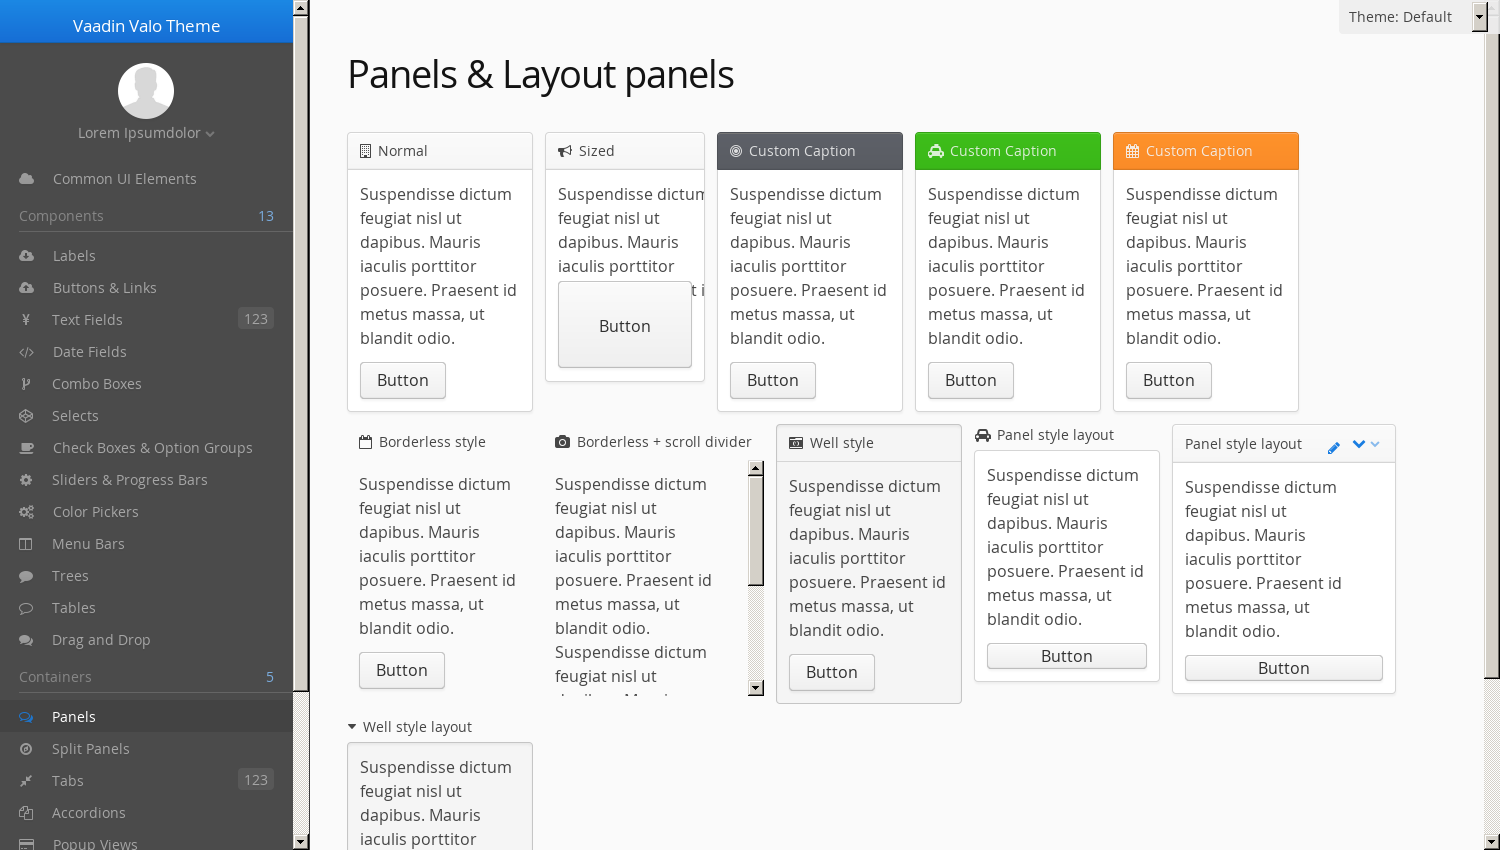 Vaadin Valo Theme
Lorem Ipsumdolor
Common UI Elements
Components 13
Labels
Buttons & Links
Text Fields 123
Date Fields
Combo Boxes
Selects
Check Boxes & Option Groups
Sliders & Progress Bars
Color Pickers
Menu Bars
Trees
Tables
Drag and Drop
Containers 5
Panels
Split Panels
Tabs 123
Accordions
Popup Views
Theme: Default
Panels & Layout panels
Normal
Suspendisse dictum
feugiat nisl ut
dapibus. Mauris
iaculis porttitor
posuere. Praesent id
metus massa, ut
blandit odio.
Button
Sized
Suspendisse dictum
feugiat nisl ut
dapibus. Mauris
iaculis porttitor
Button
Custom Caption
Suspendisse dictum
feugiat nisl ut
dapibus. Mauris
iaculis porttitor
posuere. Praesent id
metus massa, ut
blandit odio.
Button
Custom Caption
Suspendisse dictum
feugiat nisl ut
dapibus. Mauris
iaculis porttitor
posuere. Praesent id
metus massa, ut
blandit odio.
Button
Custom Caption
Suspendisse dictum
feugiat nisl ut
dapibus. Mauris
iaculis porttitor
posuere. Praesent id
metus massa, ut
blandit odio.
Button
Borderless style
Suspendisse dictum
feugiat nisl ut
dapibus. Mauris
iaculis porttitor
posuere. Praesent id
metus massa, ut
blandit odio.
Button
Borderless + scroll divider
Suspendisse dictum
feugiat nisl ut
dapibus. Mauris
iaculis porttitor
posuere. Praesent id
metus massa, ut
blandit odio.
Suspendisse dictum
feugiat nisl ut
Well style
Suspendisse dictum
feugiat nisl ut
dapibus. Mauris
iaculis porttitor
posuere. Praesent id
metus massa, ut
blandit odio.
Button
Panel style layout
Suspendisse dictum
feugiat nisl ut
dapibus. Mauris
iaculis porttitor
posuere. Praesent id
metus massa, ut
blandit odio.
Button
Panel style layout
Suspendisse dictum
feugiat nisl ut
dapibus. Mauris
iaculis porttitor
posuere. Praesent id
metus massa, ut
blandit odio.
Button
Well style layout
Suspendisse dictum
feugiat nisl ut
dapibus. Mauris
iaculis porttitor